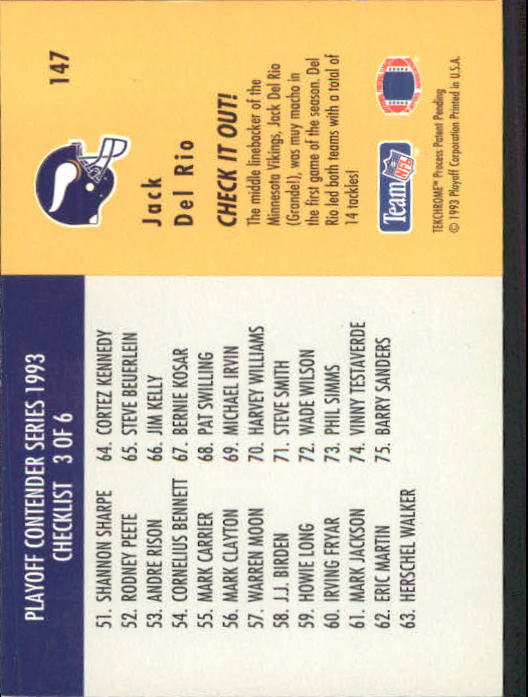 PLAYOFF CONTENDER SERIES 1993
CHECKLIST 3 OF 6
51. SHANNON SHARPE
52. RODNEY PEETE
53. ANDRE RISON
54. CORNELIUS BENNETT
55. MARK CARRIER
56. MARK CLAYTON
57. WARREN MOON
58. J.J. BIRDEN
59. HOWIE LONG
60. IRVING FRYAR
61. MARK JACKSON
62. ERIC MARTIN
63. HERSCHEL WALKER
64. CORTEZ KENNEDY
65. STEVE BEUERLEIN
66. JIM KELLY
67. BERNIE KOSAR
68. PAT SWILLING
69. MICHAEL IRVIN
70. HARVEY WILLIAMS
71. STEVE SMITH
72. WADE WILSON
73. PHIL SIMMS
74. VINNY TESTAVERDE
75. BARRY SANDERS
147
Jack
Del Rio
CHECK IT OUT!
The middle linebacker of the
Minnesota Vikings, Jack Del Rio
(Grande!), was muy macho in
the first game of the season. Del
Rio led both teams with a total of
14 tackles!
Team NFL
TEKCHROME™ Process Patent Pending
© 1993 Playoff Corporation Printed in U.S.A.